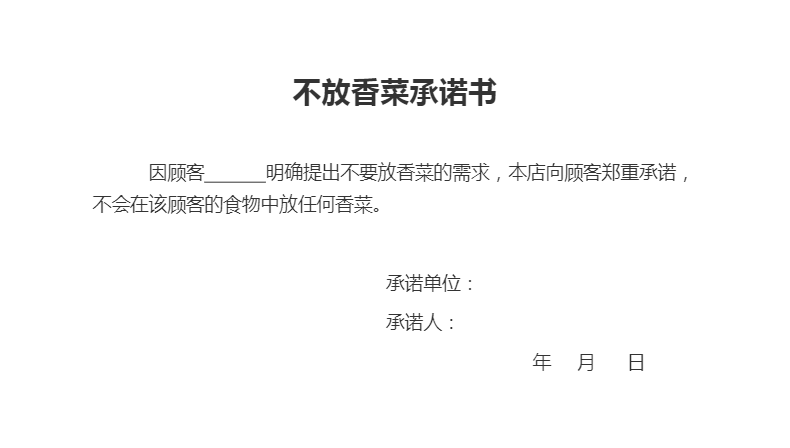 不放香菜承诺书
因顾客______明确提出不要放香菜的需求，本店向顾客郑重承诺，
不会在该顾客的食物中放任何香菜。
承诺单位：
承诺人：
年 月 日